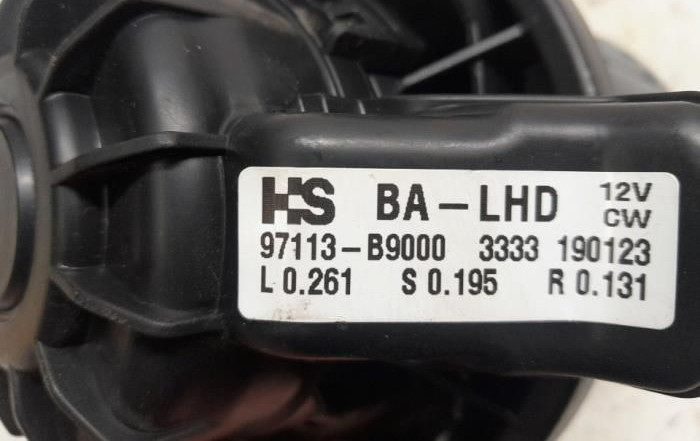 HS BA-LHD 12V
CW
97113-B9000 3333 190123
L 0.261 S 0.195 R 0.131